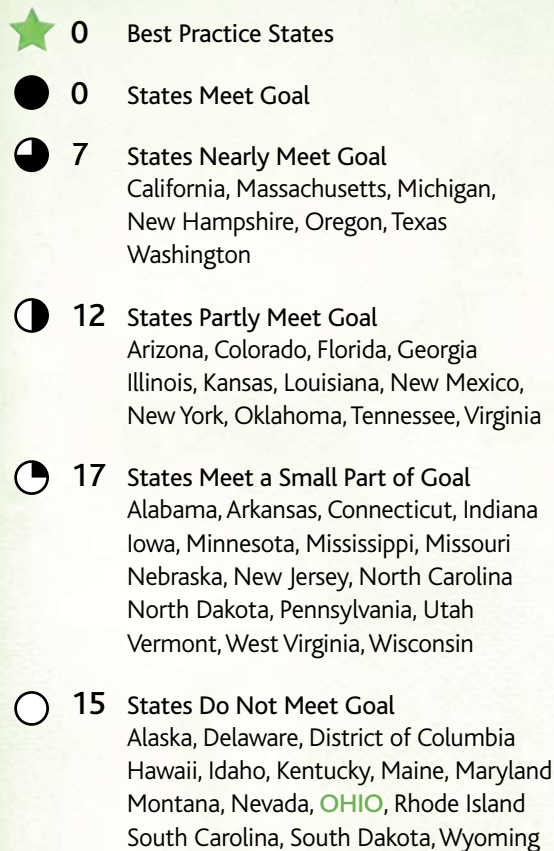 0 Best Practice States
0 States Meet Goal
7 States Nearly Meet Goal
California, Massachusetts, Michigan,
New Hampshire, Oregon, Texas
Washington
12 States Partly Meet Goal
Arizona, Colorado, Florida, Georgia
Illinois, Kansas, Louisiana, New Mexico,
New York, Oklahoma, Tennessee, Virginia
17 States Meet a Small Part of Goal
Alabama, Arkansas, Connecticut, Indiana
Iowa, Minnesota, Mississippi, Missouri
Nebraska, New Jersey, North Carolina
North Dakota, Pennsylvania, Utah
Vermont, West Virginia, Wisconsin
15 States Do Not Meet Goal
Alaska, Delaware, District of Columbia
Hawaii, Idaho, Kentucky, Maine, Maryland
Montana, Nevada, OHIO, Rhode Island
South Carolina, South Dakota, Wyoming